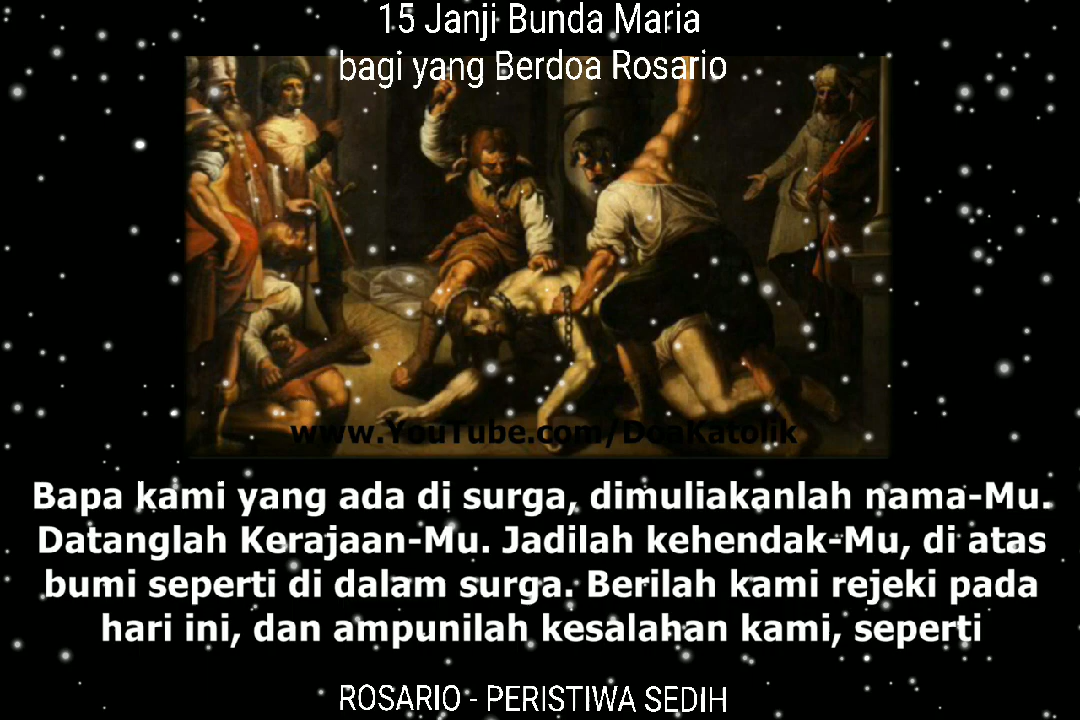 15 Janji Bunda Maria
bagi yang Berdoa Rosario
www.YouTube.com/DoaKatolik
Bapa kami yang ada di surga, dimuliakanlah nama-Mu.
Datanglah Kerajaan-Mu. Jadilah kehendak-Mu, di atas
bumi seperti di dalam surga. Berilah kami rejeki pada
hari ini, dan ampunilah kesalahan kami, seperti
ROSARIO - PERISTIWA SEDIH